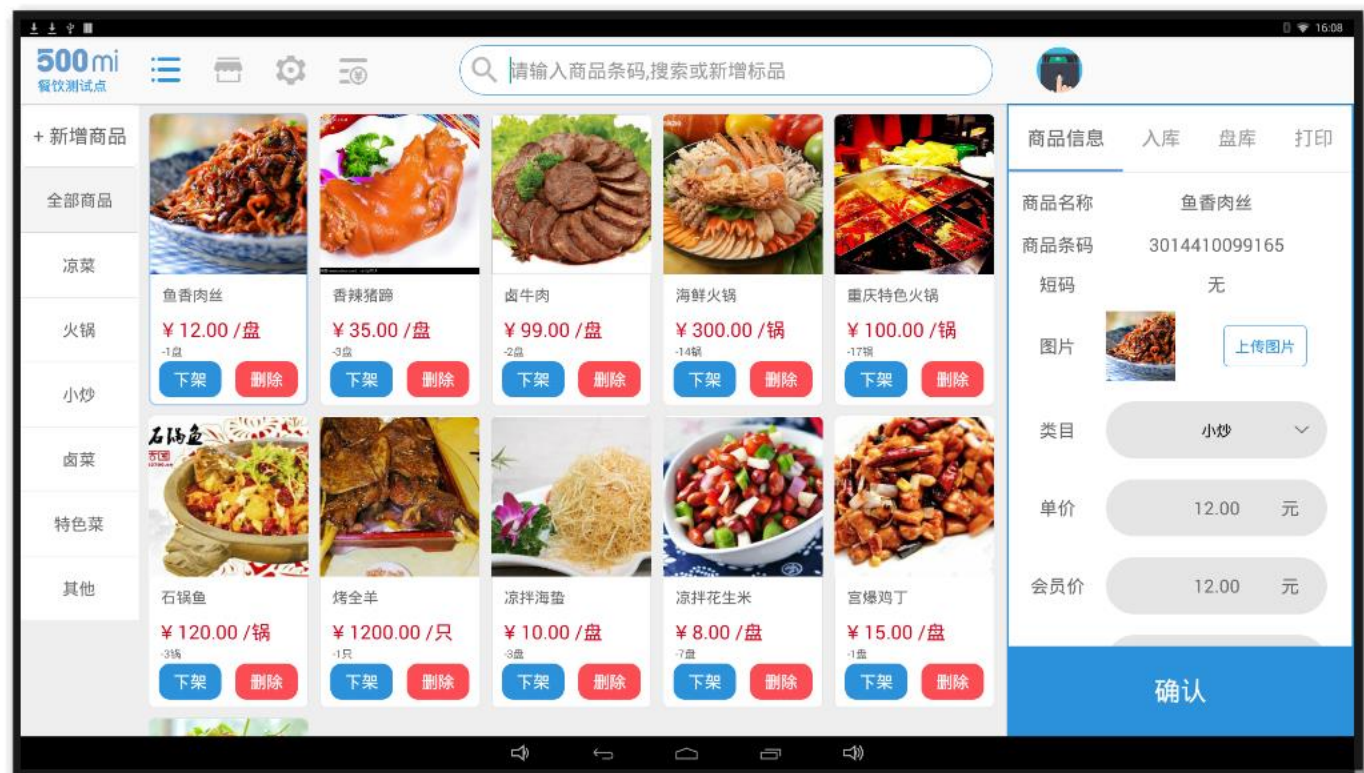 16:08
500mi
餐饮测试点
请输入商品条码,搜索或新增标品
+ 新增商品
全部商品
凉菜
火锅
小炒
卤菜
特色菜
其他
鱼香肉丝
¥ 12.00 /盘
-1盘
下架 删除
香辣猪蹄
¥ 35.00 /盘
-3盘
下架 删除
卤牛肉
¥ 99.00 /盘
-2盘
下架 删除
海鲜火锅
¥ 300.00 /锅
-14锅
下架 删除
重庆特色火锅
¥ 100.00 /锅
-17锅
下架 删除
石锅鱼
石锅鱼
¥ 120.00 /锅
-3锅
下架 删除
烤全羊
¥ 1200.00 /只
-1只
下架 删除
凉拌海蛰
¥ 10.00 /盘
-3盘
下架 删除
凉拌花生米
¥ 8.00 /盘
-7盘
下架 删除
宫爆鸡丁
¥ 15.00 /盘
-1盘
下架 删除
商品信息 入库 盘库 打印
商品名称 鱼香肉丝
商品条码 3014410099165
短码 无
图片 上传图片
类目 小炒
单价 12.00 元
会员价 12.00 元
确认